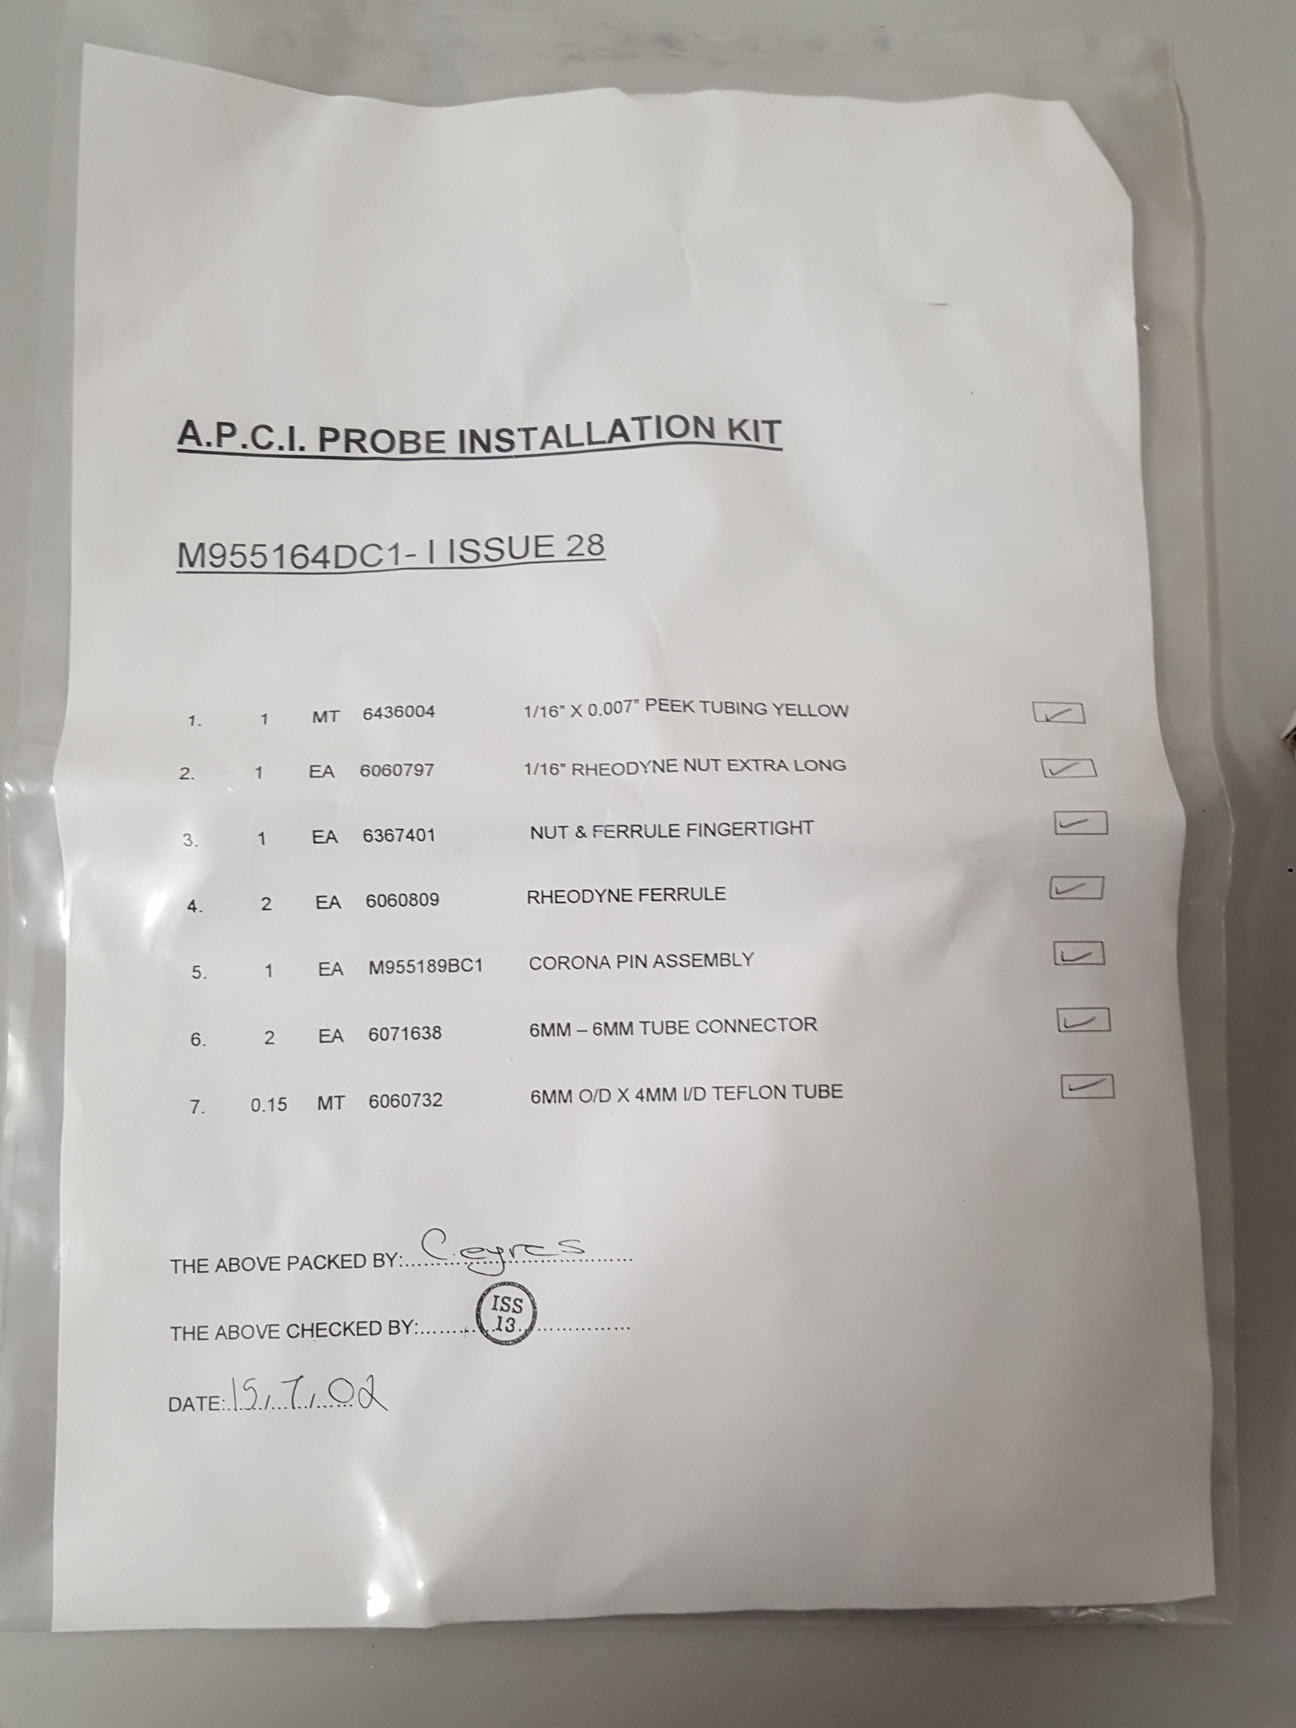 A.P.C.I. PROBE INSTALLATION KIT
M955164DC1- I ISSUE 28
1. 1 MT 6436004 1/16" X 0.007" PEEK TUBING YELLOW
2. 1 EA 6060797 1/16" RHEODYNE NUT EXTRA LONG
3. 1 EA 6367401 NUT & FERRULE FINGERTIGHT
4. 2 EA 6060809 RHEODYNE FERRULE
5. 1 EA M955189BC1 CORONA PIN ASSEMBLY
6. 2 EA 6071638 6MM – 6MM TUBE CONNECTOR
7. 0.15 MT 6060732 6MM O/D X 4MM I/D TEFLON TUBE
THE ABOVE PACKED BY:
THE ABOVE CHECKED BY: ISS 13
DATE: 15/7/02